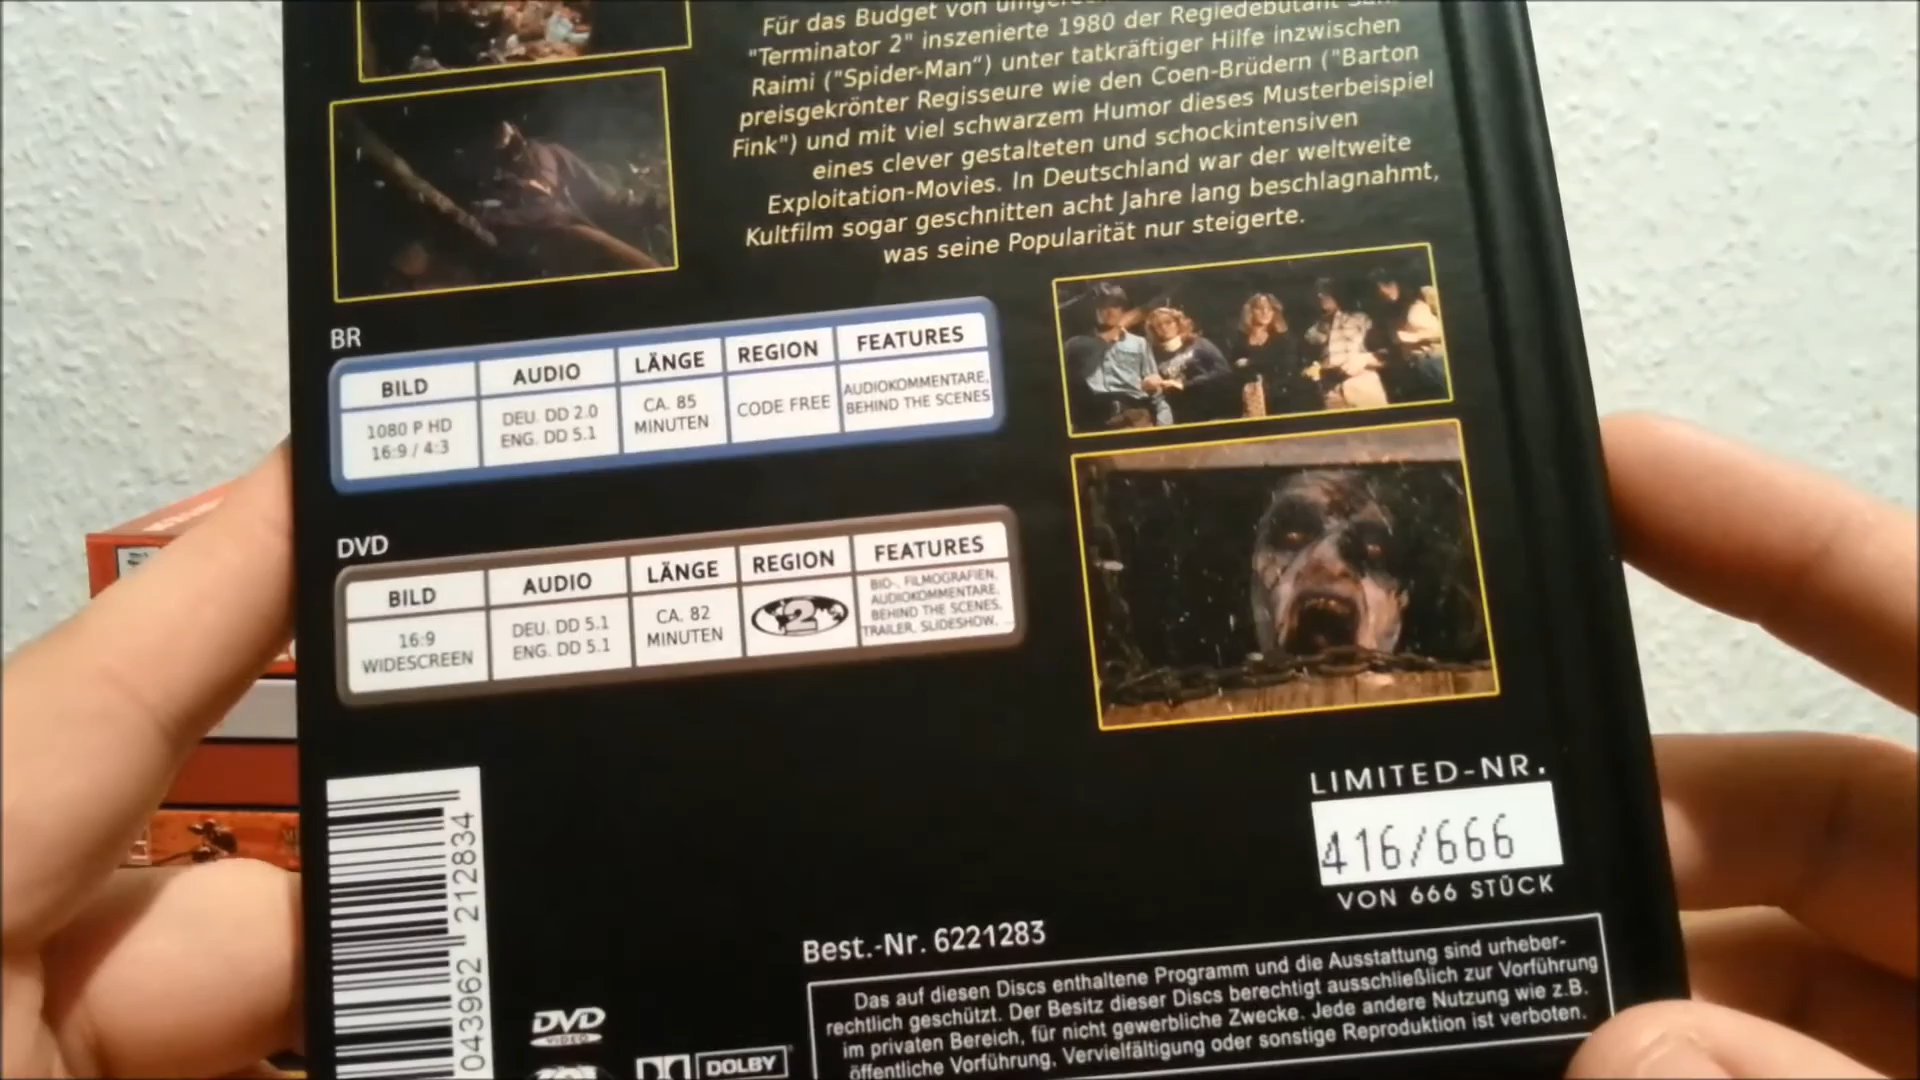 Für das Budget von
"Terminator 2" inszenierte 1980 der Regiedebütant
Raimi ("Spider-Man") unter tatkräftiger Hilfe inzwischen
preisgekrönter Regisseure wie den Coen-Brüdern ("Barton
Fink") und mit viel schwarzem Humor dieses Musterbeispiel
eines clever gestalteten und schockintensiven
Exploitation-Movies. In Deutschland war der weltweite
Kultfilm sogar geschnitten acht Jahre lang beschlagnahmt,
was seine Popularität nur steigerte.
BR
BILD AUDIO LÄNGE REGION FEATURES
1080 P HD
16:9 / 4:3
DEU. DD 2.0
ENG. DD 5.1
CA. 85
MINUTEN
CODE FREE
AUDIOKOMMENTARE,
BEHIND THE SCENES
DVD
BILD AUDIO LÄNGE REGION FEATURES
16:9
WIDESCREEN
DEU. DD 5.1
ENG. DD 5.1
CA. 82
MINUTEN
2
BIO-, FILMOGRAFIEN,
AUDIOKOMMENTARE,
BEHIND THE SCENES,
TRAILER, SLIDESHOW, ...
LIMITED-NR.
416/666
VON 666 STÜCK
043962 212834
Best.-Nr. 6221283
Das auf diesen Discs enthaltene Programm und die Ausstattung sind urheber-
rechtlich geschützt. Der Besitz dieser Discs berechtigt ausschließlich zur Vorführung
im privaten Bereich, für nicht gewerbliche Zwecke. Jede andere Nutzung wie z.B.
öffentliche Vorführung, Vervielfältigung oder sonstige Reproduktion ist verboten.
DVD
VIDEO
DOLBY